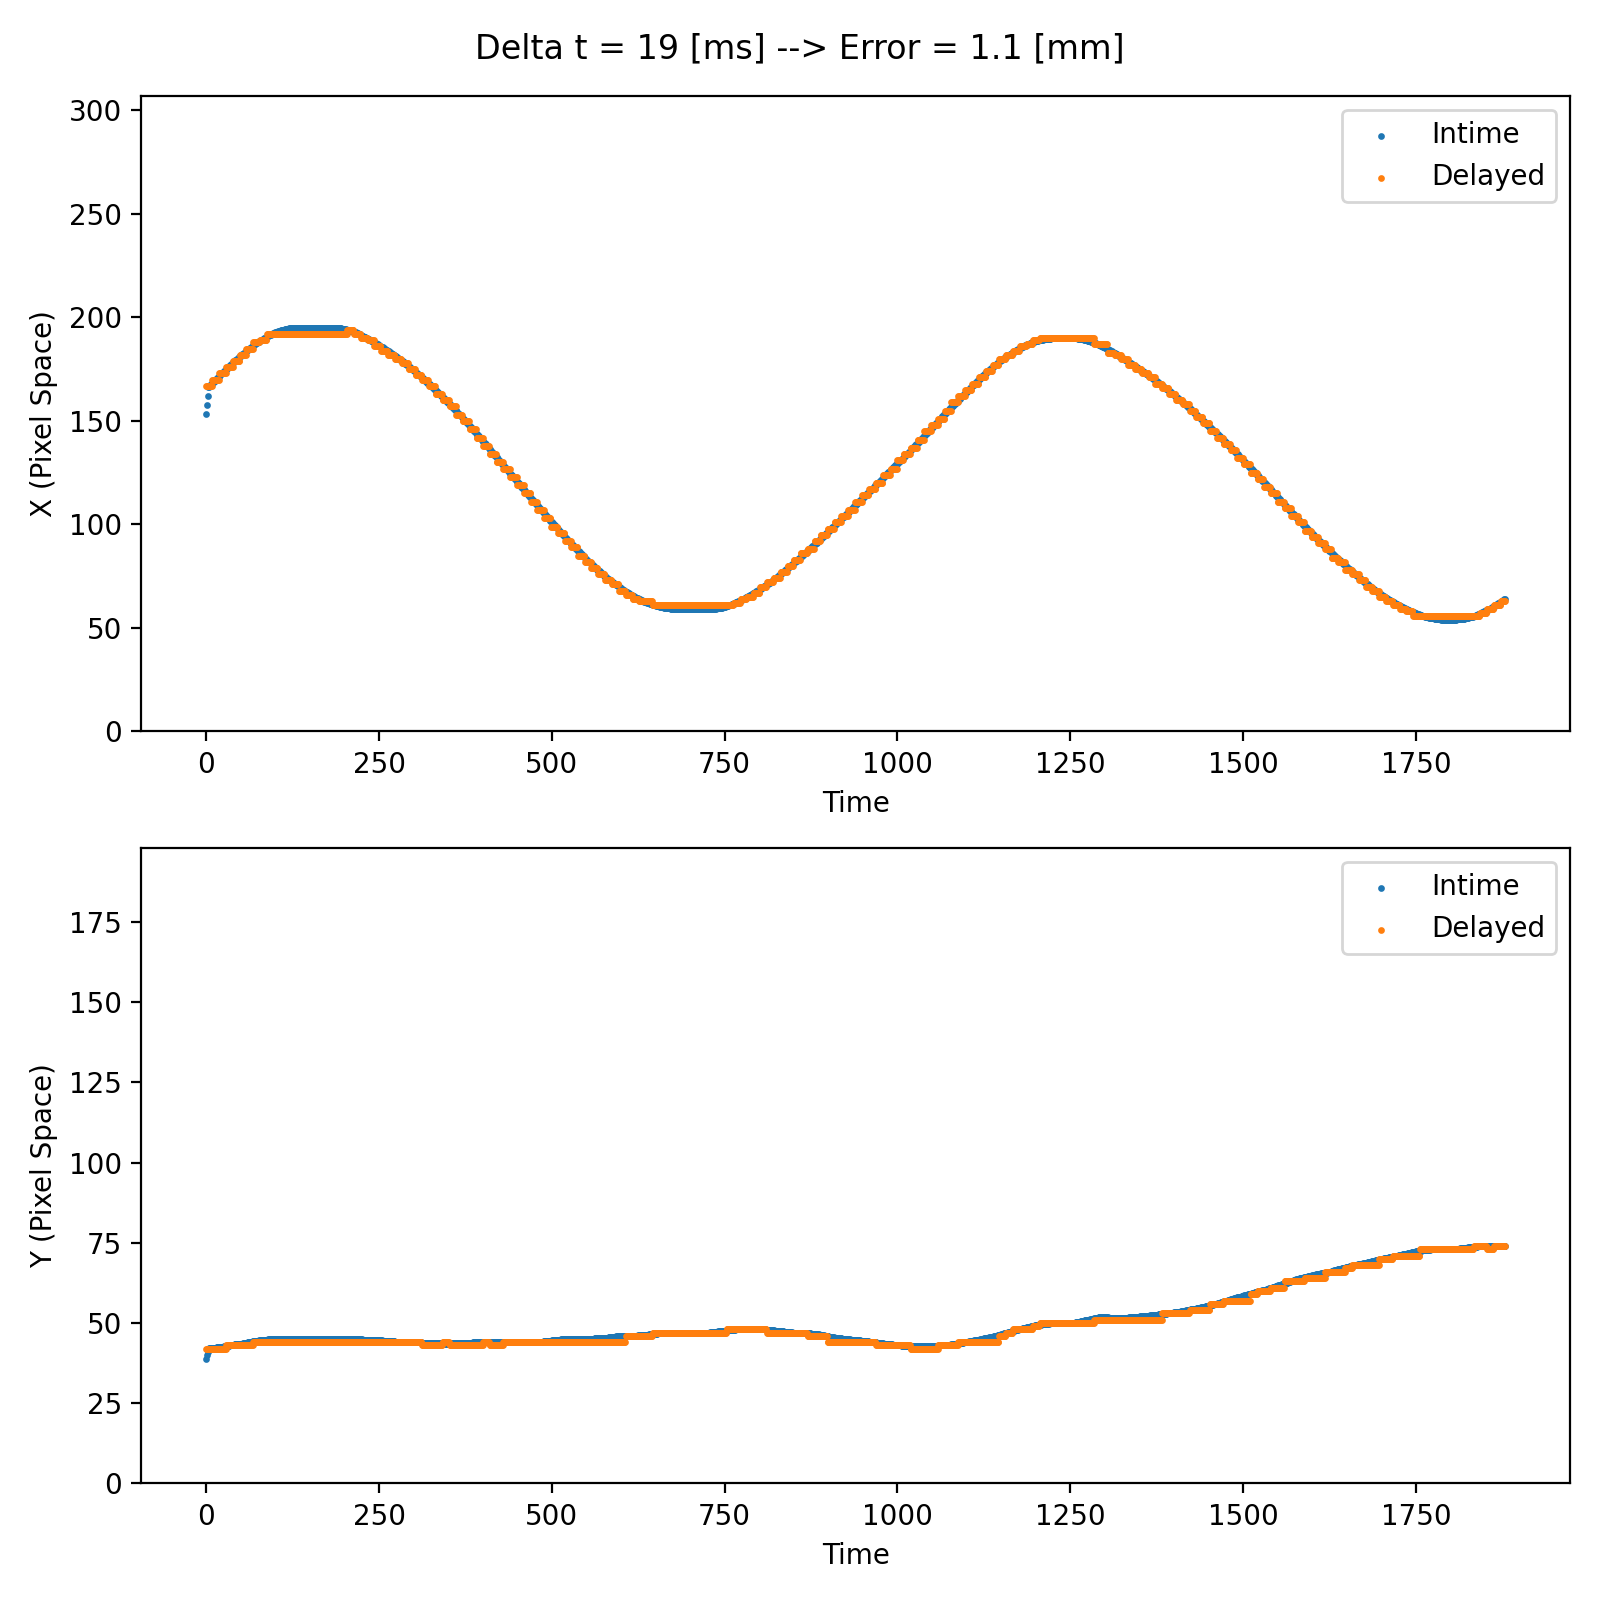 Delta t = 19 [ms] --> Error = 1.1 [mm]
300
250
200
150
100
50
0
X (Pixel Space)
Intime
Delayed
0 250 500 750 1000 1250 1500 1750
Time
175
150
125
100
75
50
25
0
Y (Pixel Space)
Intime
Delayed
0 250 500 750 1000 1250 1500 1750
Time